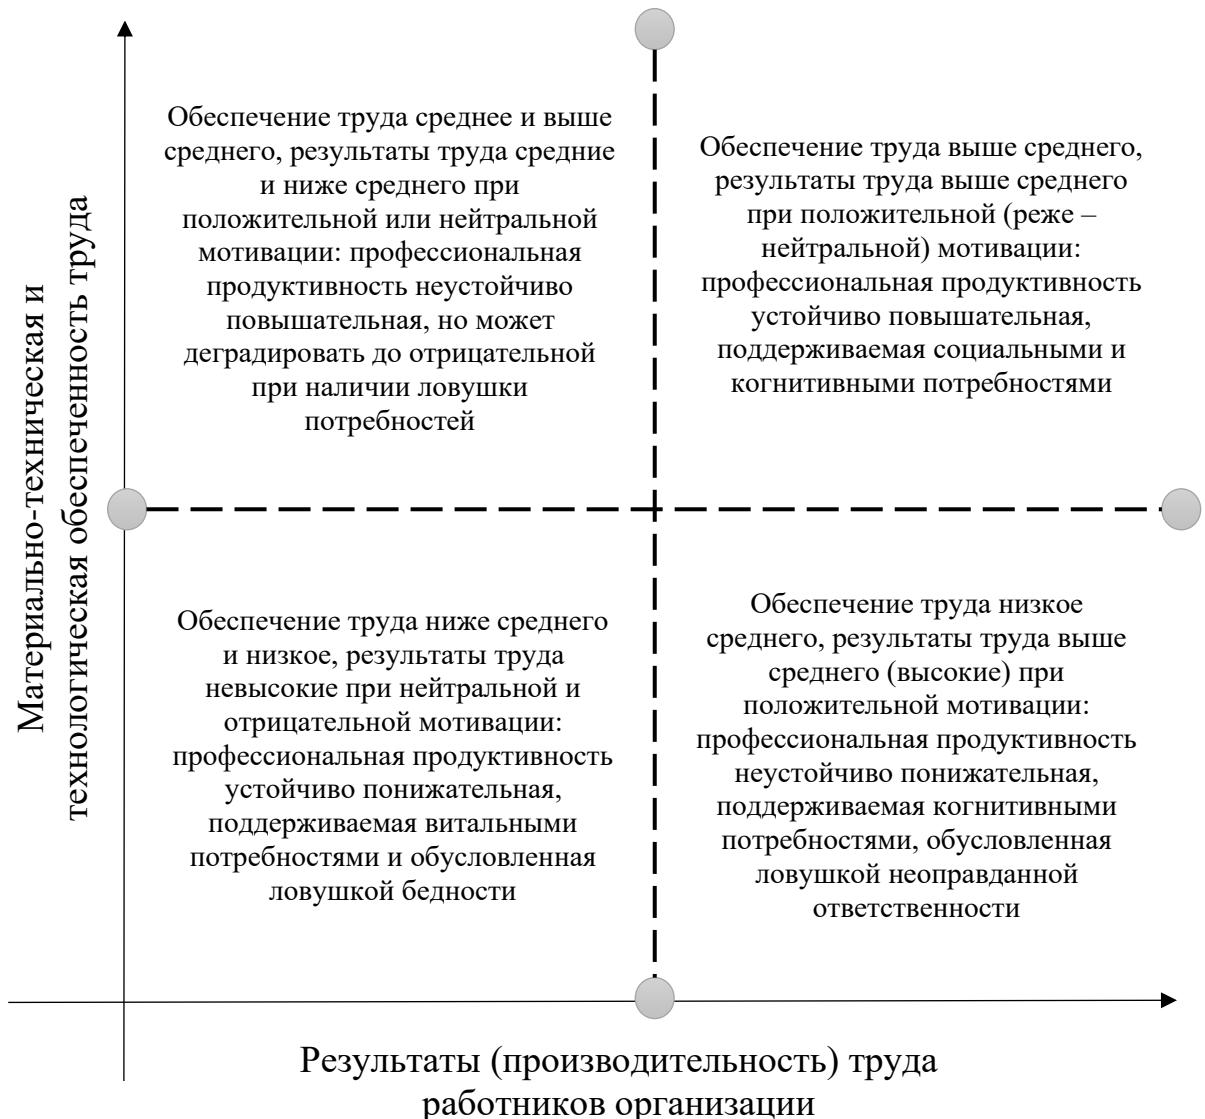 Обеспечение труда среднее и выше
среднего, результаты труда средние
и ниже среднего при
положительной или нейтральной
мотивации: профессиональная
продуктивность неустойчиво
повышательная, но может
деградировать до отрицательной
при наличии ловушки
потребностей
Обеспечение труда выше среднего,
результаты труда выше среднего
при положительной (реже –
нейтральной) мотивации:
профессиональная продуктивность
устойчиво повышательная,
поддерживаемая социальными и
когнитивными потребностями
Материально-техническая и
технологическая обеспеченность труда
Обеспечение труда ниже среднего
и низкое, результаты труда
невысокие при нейтральной и
отрицательной мотивации:
профессиональная продуктивность
устойчиво понижательная,
поддерживаемая витальными
потребностями и обусловленная
ловушкой бедности
Обеспечение труда низкое
среднего, результаты труда выше
среднего (высокие) при
положительной мотивации:
профессиональная продуктивность
неустойчиво понижательная,
поддерживаемая когнитивными
потребностями, обусловленная
ловушкой неоправданной
ответственности
Результаты (производительность) труда
работников организации